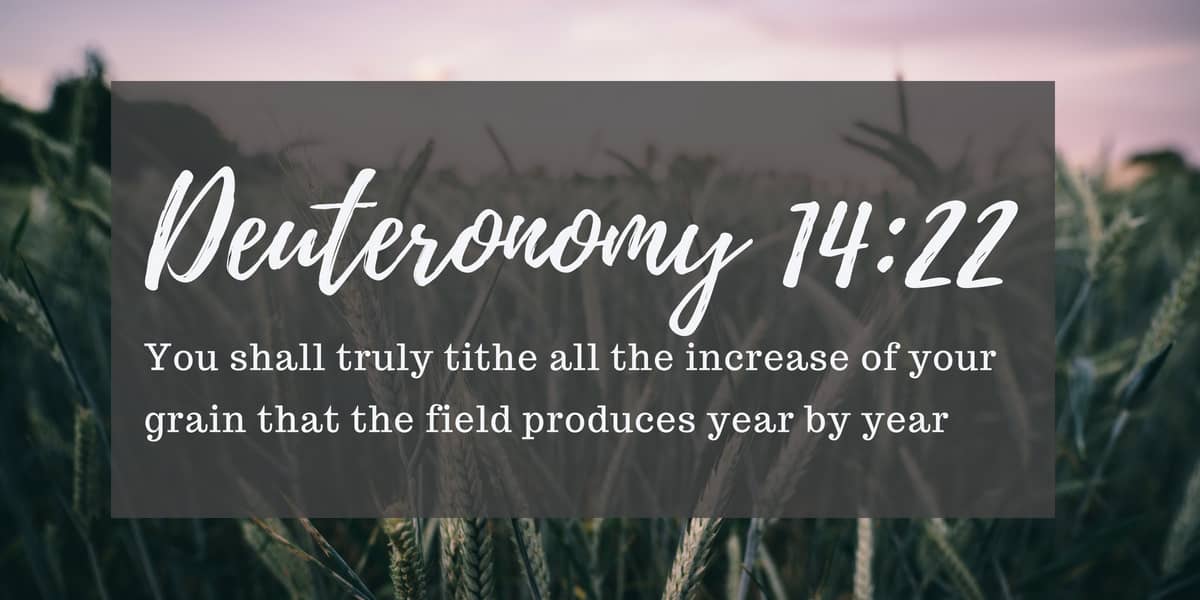 Deuteronomy 14:22
You shall truly tithe all the increase of your
grain that the field produces year by year